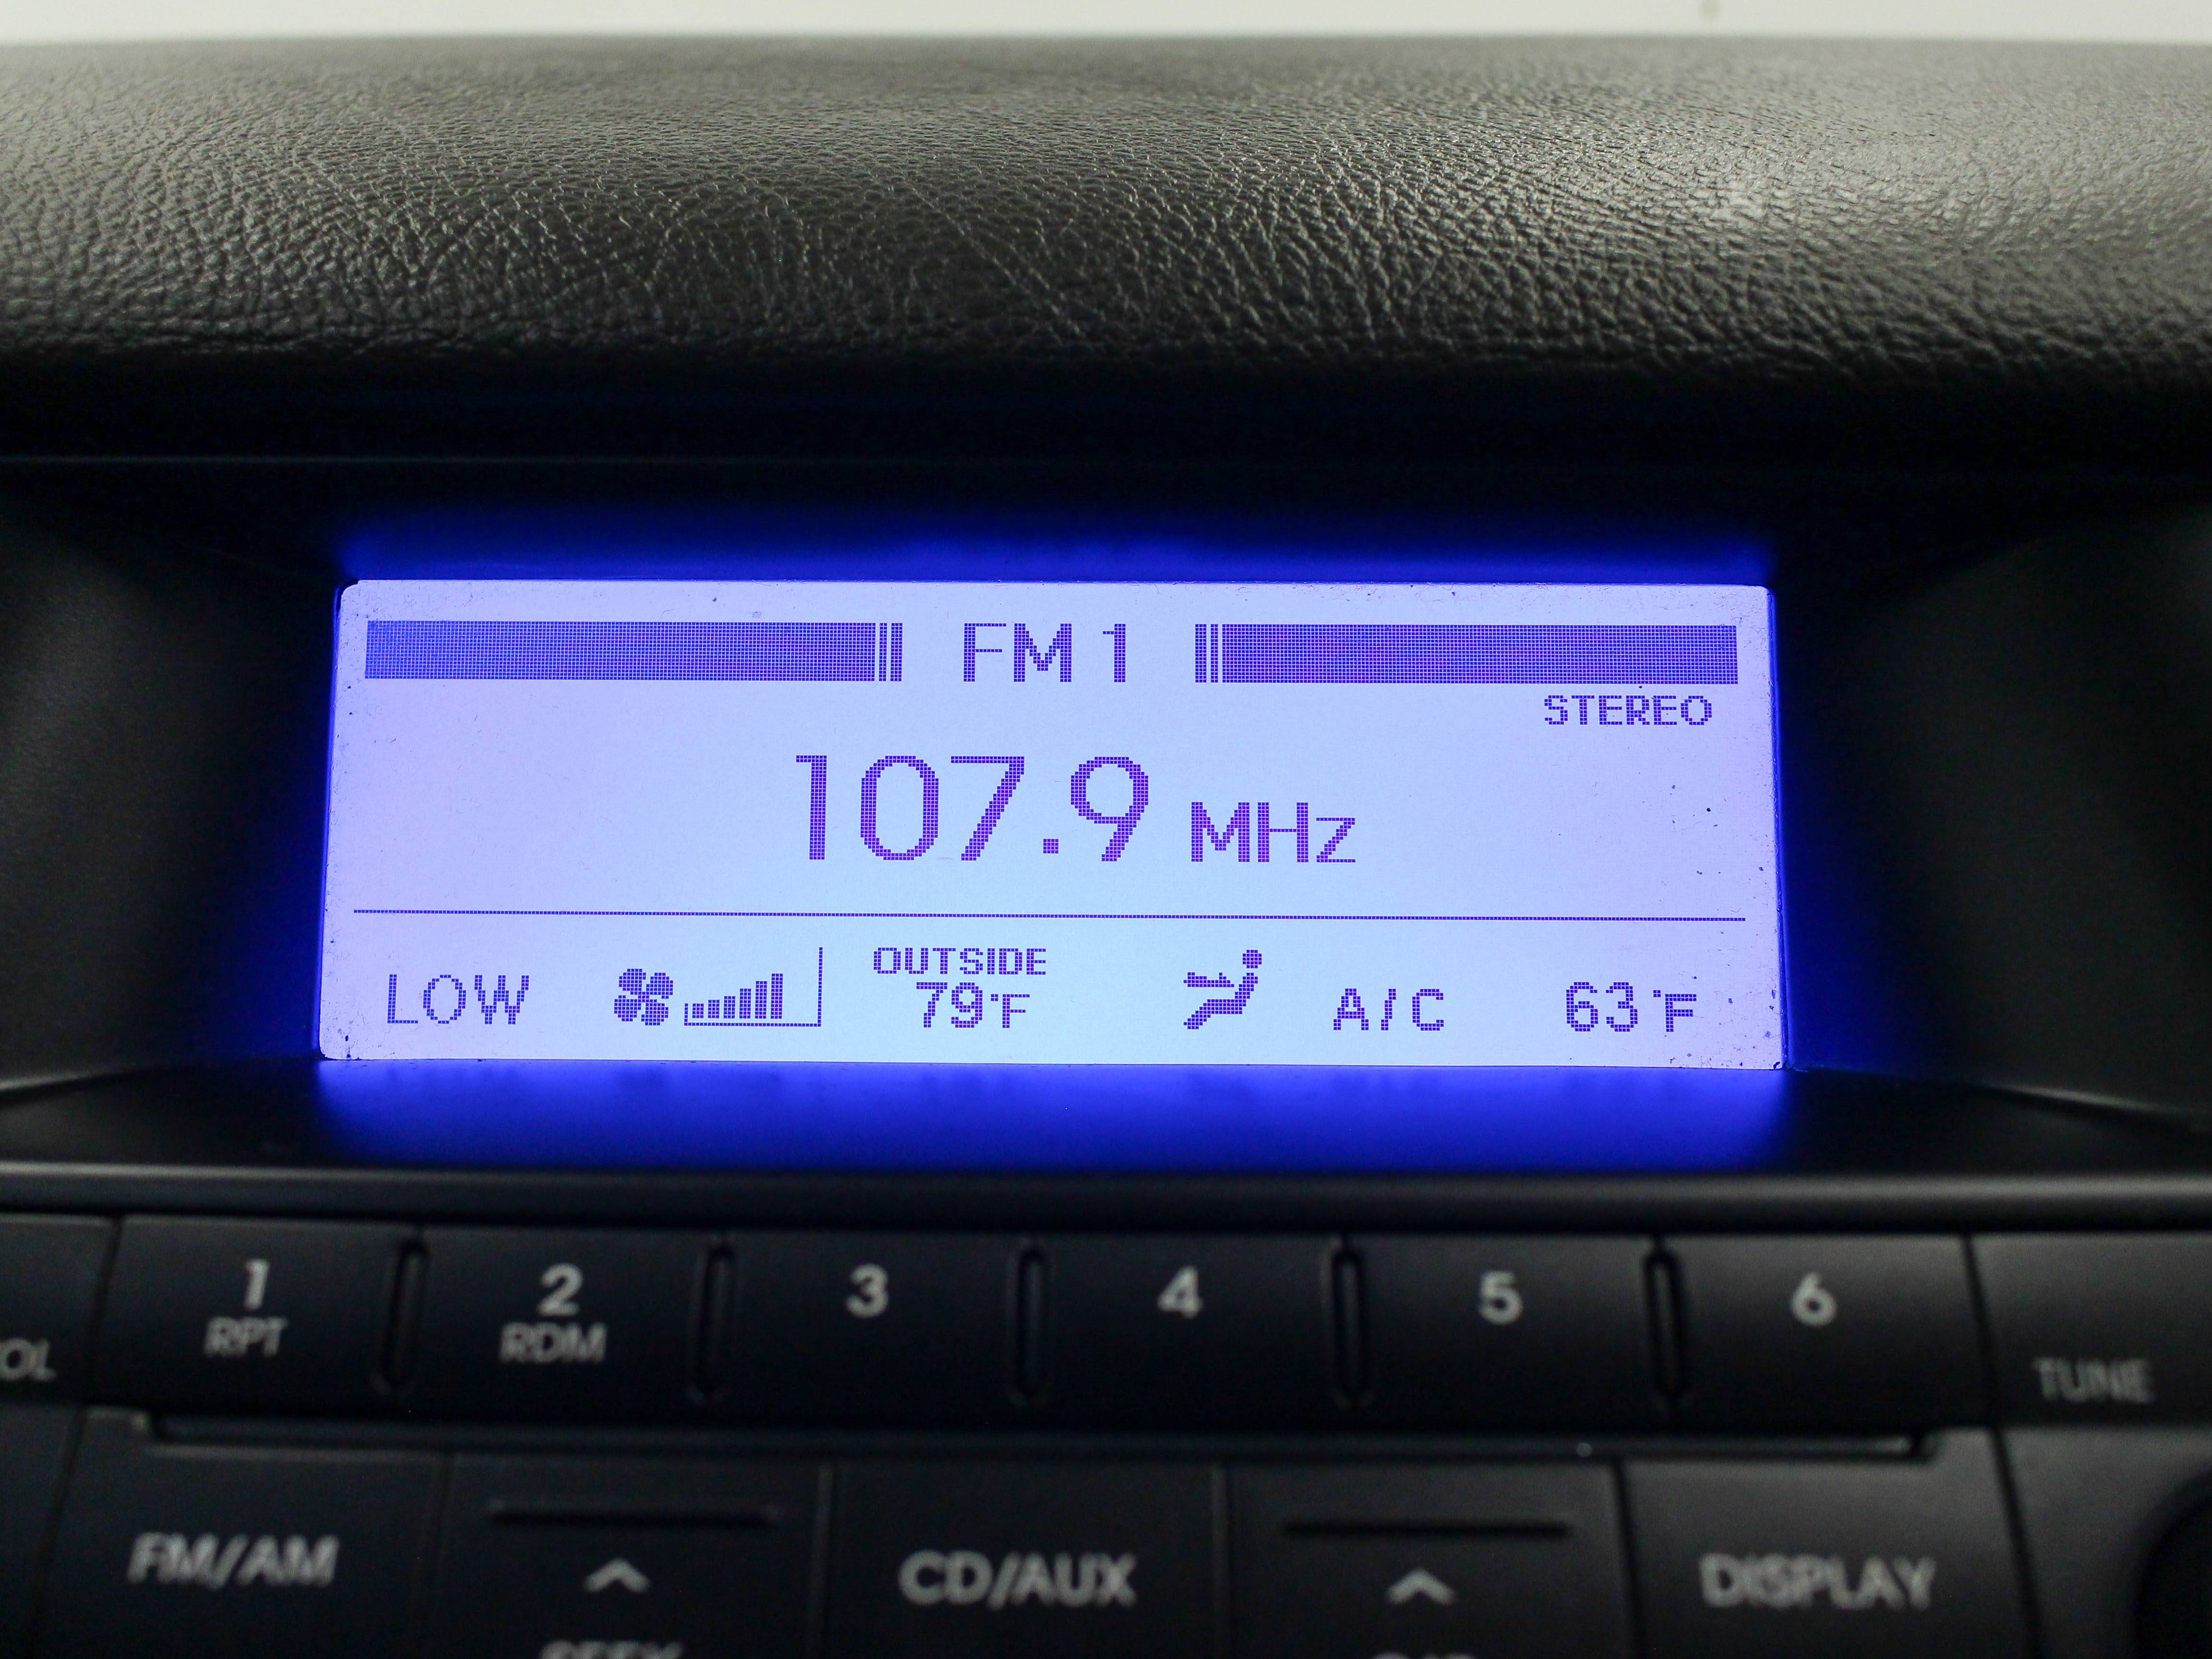 FM 1
STEREO
107.9 MHz
LOW OUTSIDE 79°F A/C 63°F
1 2 3 4 5 6
RPT RDM
TUNE
FM/AM CD/AUX DISPLAY